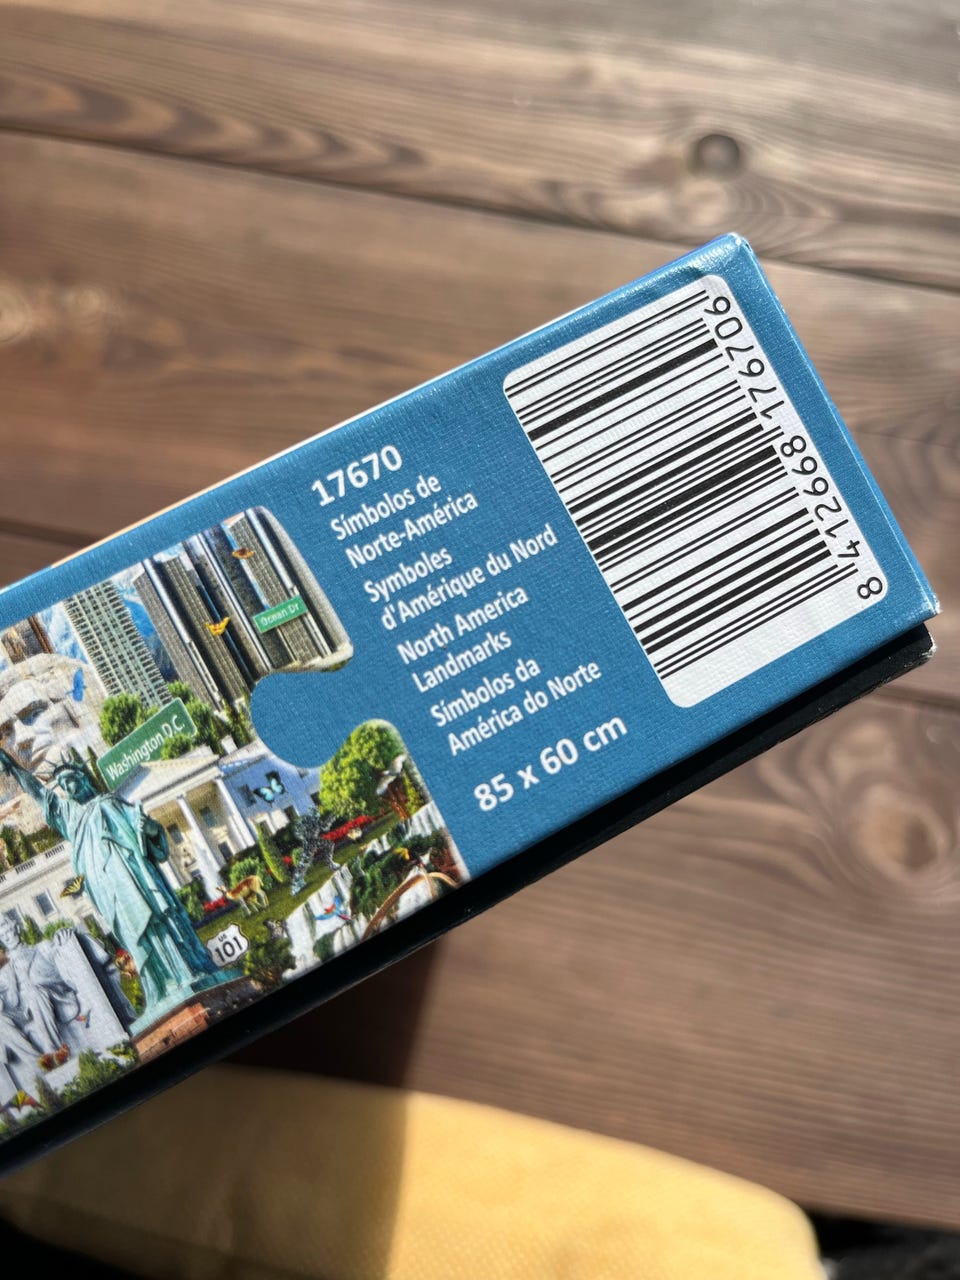 17670
Símbolos de
Norte-América
Symboles
d'Amérique du Nord
North America
Landmarks
Símbolos da
América do Norte
85 x 60 cm
8 412668 176706
Ocean Dr
Washington D.C.
US
101